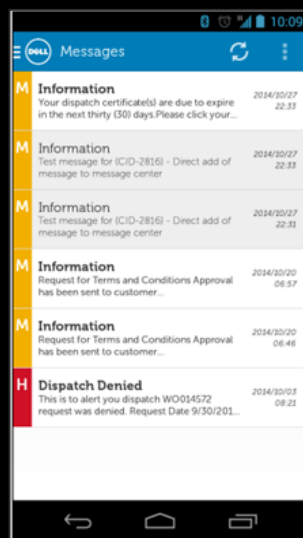 10:09
DELL Messages
M Information
Your dispatch certificate(s) are due to expire
in the next thirty (30) days.Please click your...
2014/10/27
22:33
M Information
Test message for (CID-2816) - Direct add of
message to message center
2014/10/27
22:33
M Information
Test message for (CID-2816) - Direct add of
message to message center
2014/10/27
22:31
M Information
Request for Terms and Conditions Approval
has been sent to customer...
2014/10/20
06:57
M Information
Request for Terms and Conditions Approval
has been sent to customer...
2014/10/20
06:46
H Dispatch Denied
This is to alert you dispatch WO014572
request was denied. Request Date 9/30/201...
2014/10/03
08:21